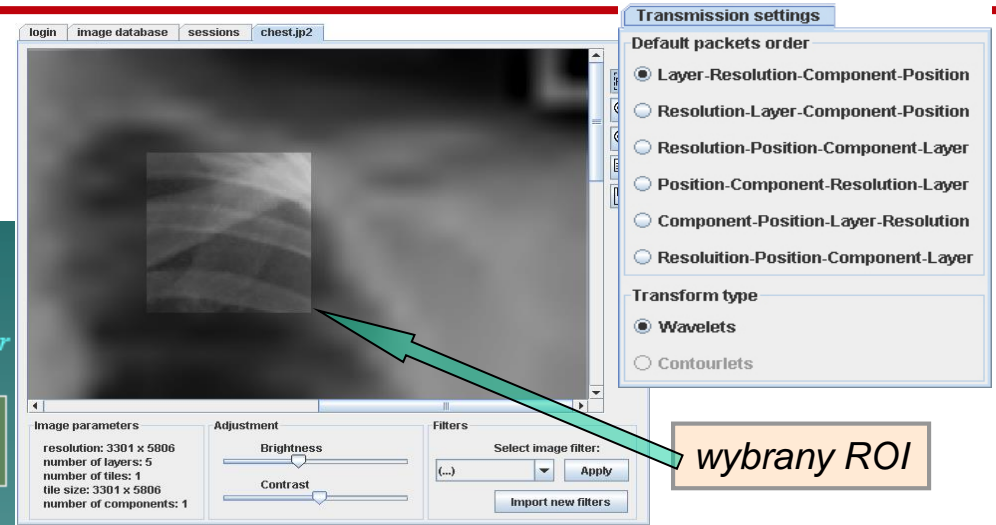 login image database sessions chest.jp2
Image parameters
resolution: 3301 x 5806
number of layers: 5
number of tiles: 1
tile size: 3301 x 5806
number of components: 1
Adjustment
Brightness
Contrast
Filters
Select image filter:
(...) Apply
Import new filters
Transmission settings
Default packets order
Layer-Resolution-Component-Position
Resolution-Layer-Component-Position
Resolution-Position-Component-Layer
Position-Component-Resolution-Layer
Component-Position-Layer-Resolution
Resoluition-Position-Component-Layer
Transform type
Wavelets
Contourlets
wybrany ROI